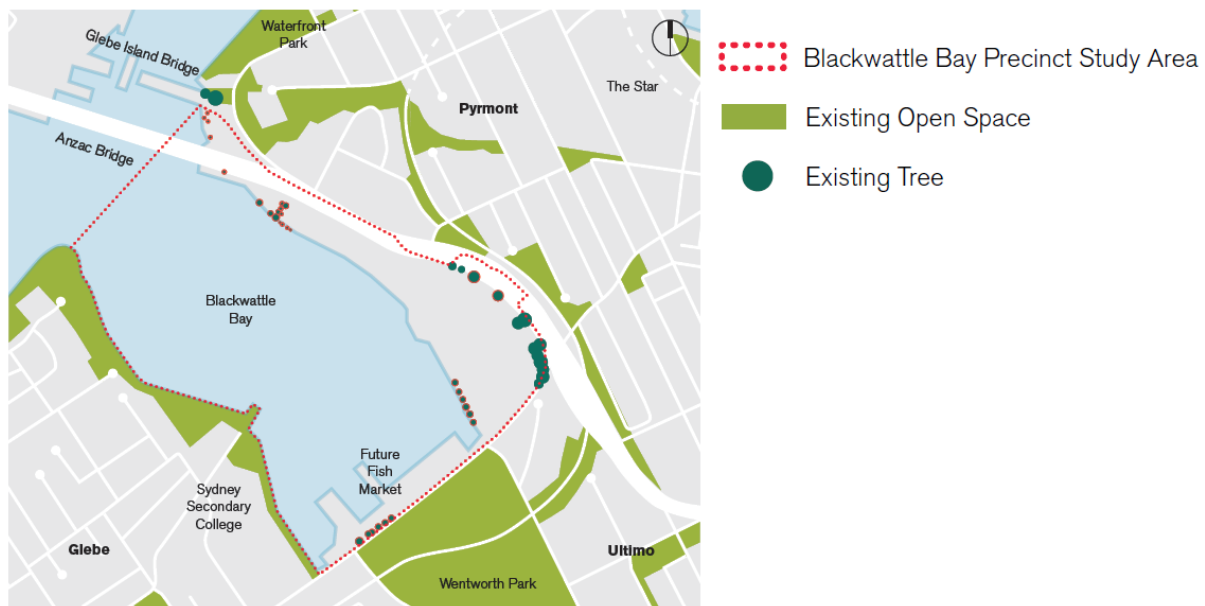 Waterfront
Park
Glebe Island Bridge
The Star
Pyrmont
Anzac Bridge
Blackwattle
Bay
Future
Fish
Market
Sydney
Secondary
College
Glebe
Ultimo
Wentworth Park
Blackwattle Bay Precinct Study Area
Existing Open Space
Existing Tree